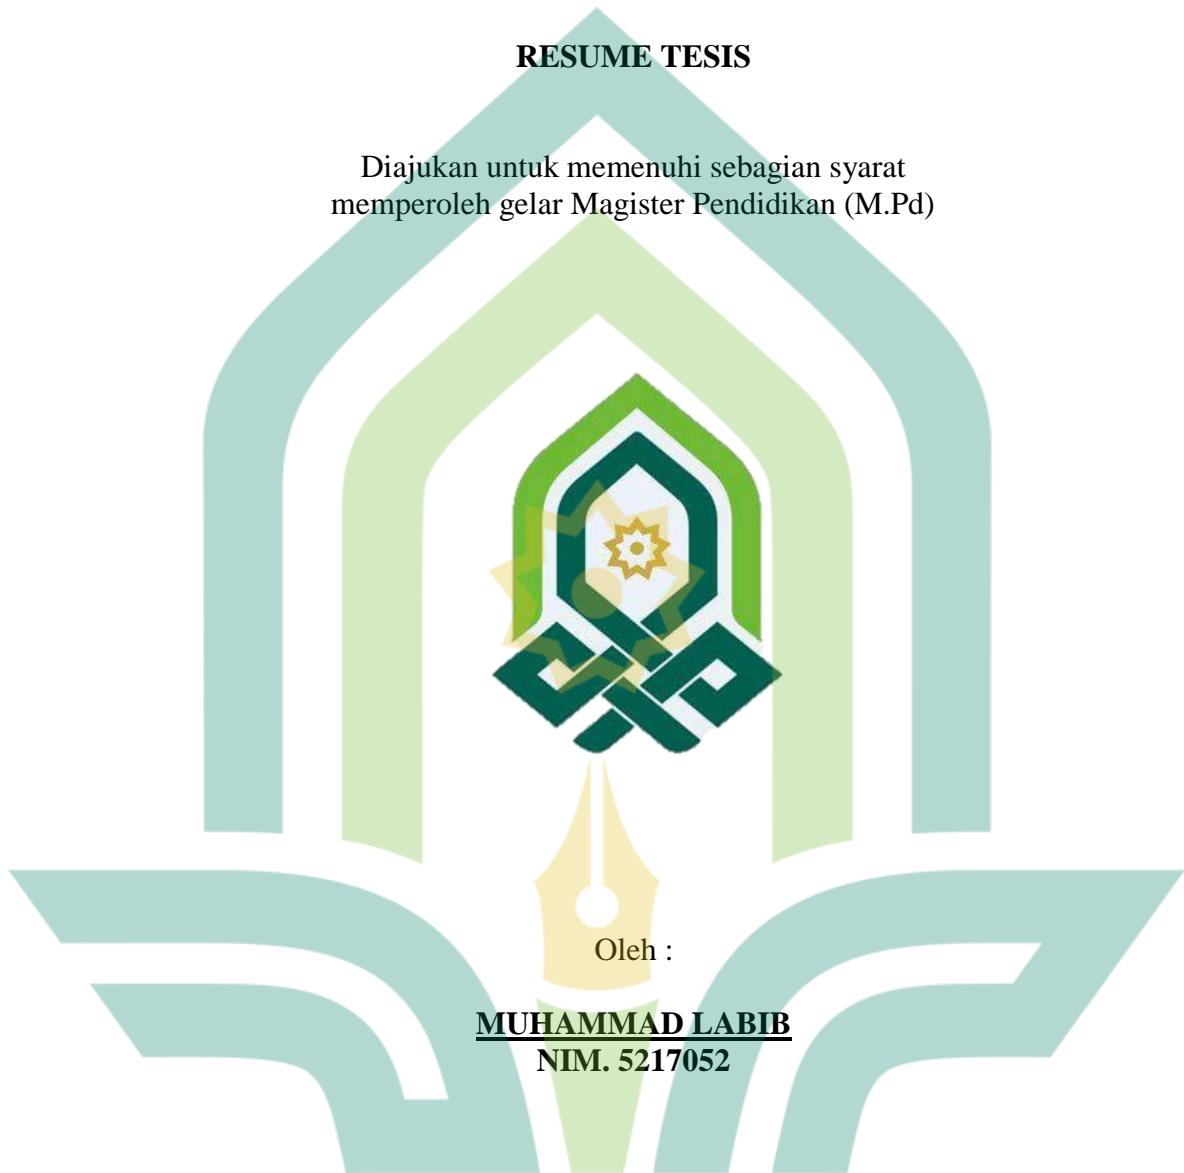 RESUME TESIS
Diajukan untuk memenuhi sebagian syarat
memperoleh gelar Magister Pendidikan (M.Pd)
Oleh :
MUHAMMAD LABIB
NIM. 5217052